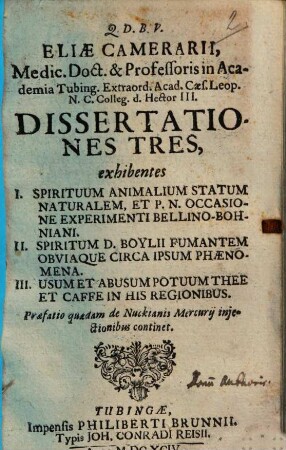 2
Q. D. B. V.
ELIÆ CAMERARII,
Medic. Doct. & Professoris in Aca-
demia Tubing. Extraord. Acad. Cæs. Leop.
N. C. Colleg. d. Hector III.
DISSERTATIO-
NES TRES,
exhibentes
I. SPIRITUUM ANIMALIUM STATUM
NATURALEM, ET P. N. OCCASIO-
NE EXPERIMENTI BELLINO-BOH-
NIANI.
II. SPIRITUM D. BOYLII FUMANTEM
OBVIAQUE CIRCA IPSUM PHÆNO-
MENA.
III. USUM ET ABUSUM POTUUM THEE
ET CAFFE IN HIS REGIONIBUS.
Præfatio quædam de Nuckianis Mercurij inje-
ctionibus continet.
TUBINGÆ,
Impensis PHILIBERTI BRUNNII.
Typis JOH. CONRADI REISII.